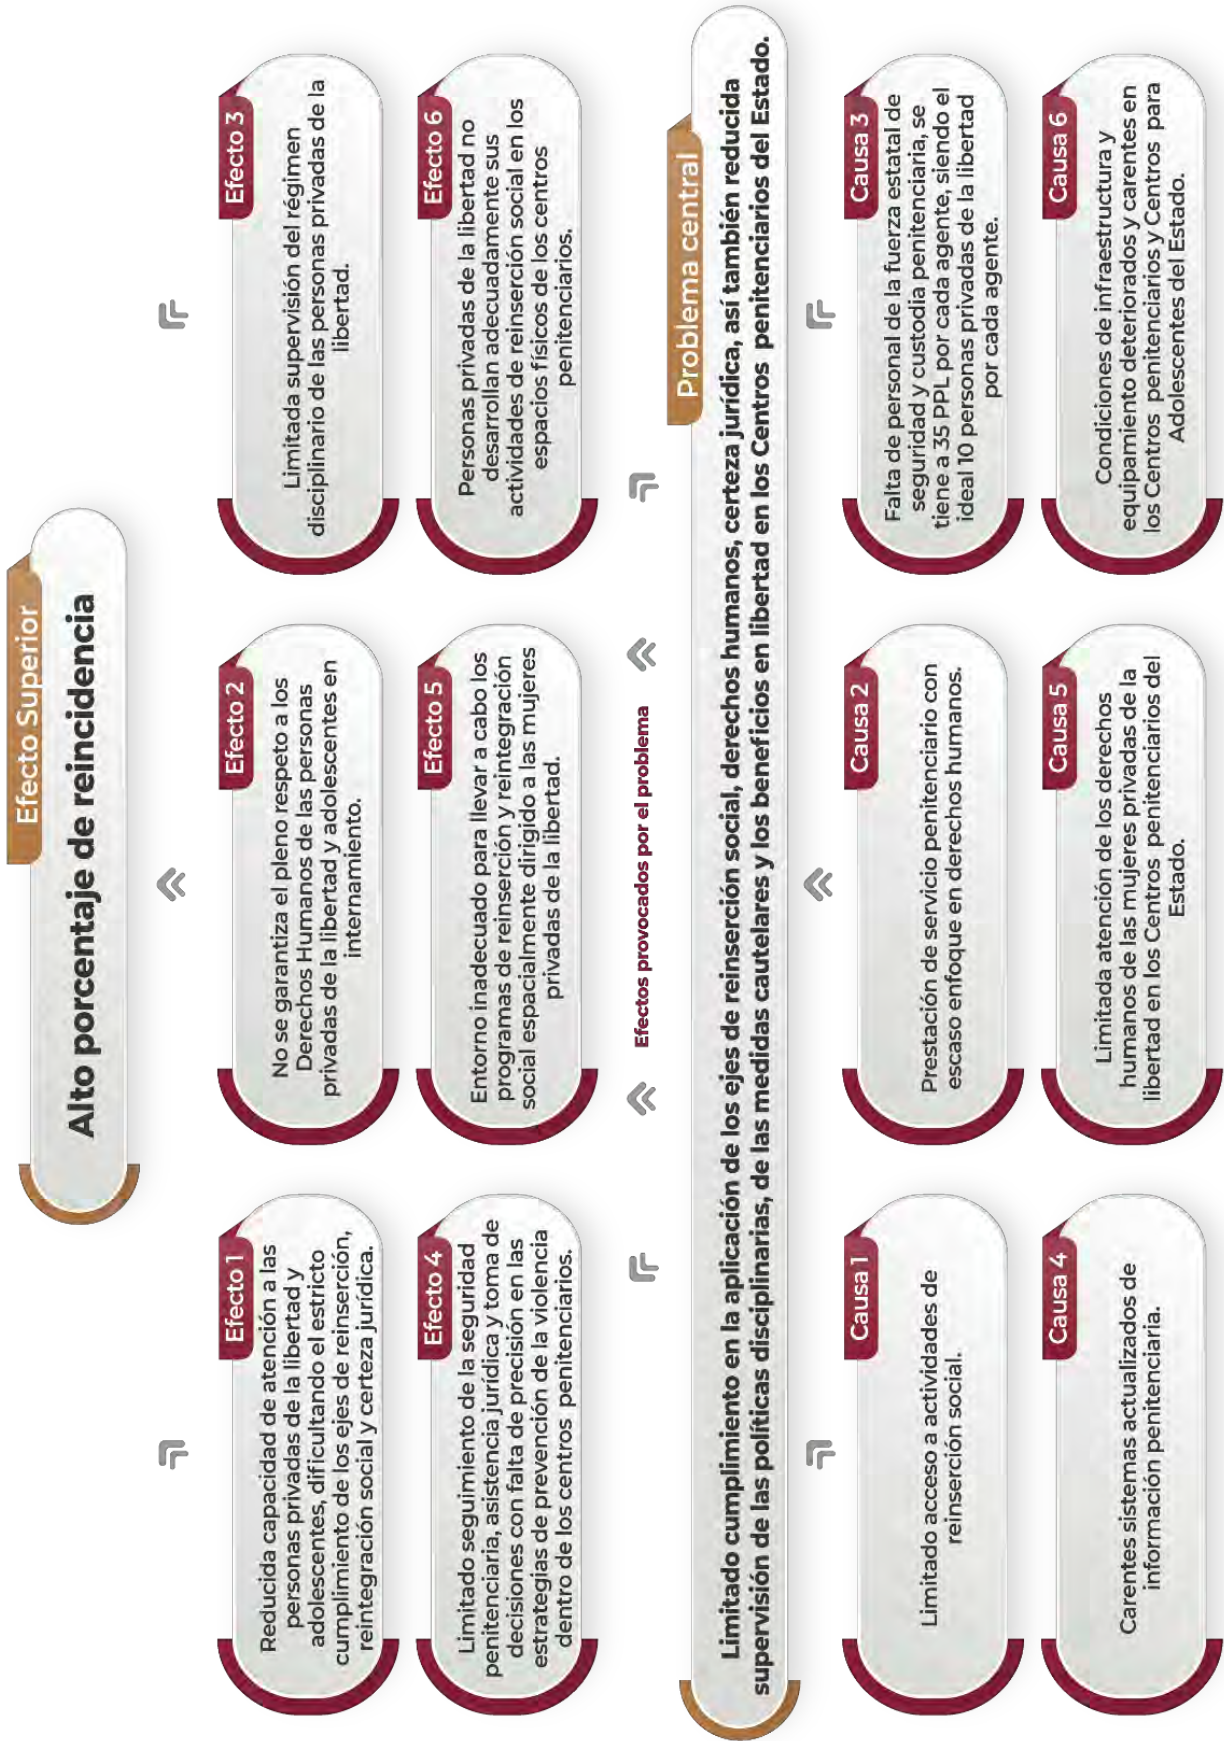 Efecto Superior
Alto porcentaje de reincidencia
Efecto 1
Reducida capacidad de atención a las
personas privadas de la libertad y
adolescentes, dificultando el estricto
cumplimiento de los ejes de reinserción,
reintegración social y certeza jurídica.
Efecto 2
No se garantiza el pleno respeto a los
Derechos Humanos de las personas
privadas de la libertad y adolescentes en
internamiento.
Efecto 3
Limitada supervisión del régimen
disciplinario de las personas privadas de la
libertad.
Efecto 4
Limitado seguimiento de la seguridad
penitenciaria, asistencia jurídica y toma de
decisiones con falta de precisión en las
estrategias de prevención de la violencia
dentro de los centros penitenciarios.
Efecto 5
Entorno inadecuado para llevar a cabo los
programas de reinserción y reintegración
social espacialmente dirigido a las mujeres
privadas de la libertad.
Efecto 6
Personas privadas de la libertad no
desarrollan adecuadamente sus
actividades de reinserción social en los
espacios físicos de los centros
penitenciarios.
Efectos provocados por el problema
Problema central
Limitado cumplimiento en la aplicación de los ejes de reinserción social, derechos humanos, certeza jurídica, así también reducida
supervisión de las políticas disciplinarias, de las medidas cautelares y los beneficios en libertad en los Centros penitenciarios del Estado.
Causa 1
Limitado acceso a actividades de
reinserción social.
Causa 2
Prestación de servicio penitenciario con
escaso enfoque en derechos humanos.
Causa 3
Falta de personal de la fuerza estatal de
seguridad y custodia penitenciaria, se
tiene a 35 PPL por cada agente, siendo el
ideal 10 personas privadas de la libertad
por cada agente.
Causa 4
Carentes sistemas actualizados de
información penitenciaria.
Causa 5
Limitada atención de los derechos
humanos de las mujeres privadas de la
libertad en los Centros penitenciarios del
Estado.
Causa 6
Condiciones de infraestructura y
equipamiento deteriorados y carentes en
los Centros penitenciarios y Centros para
Adolescentes del Estado.